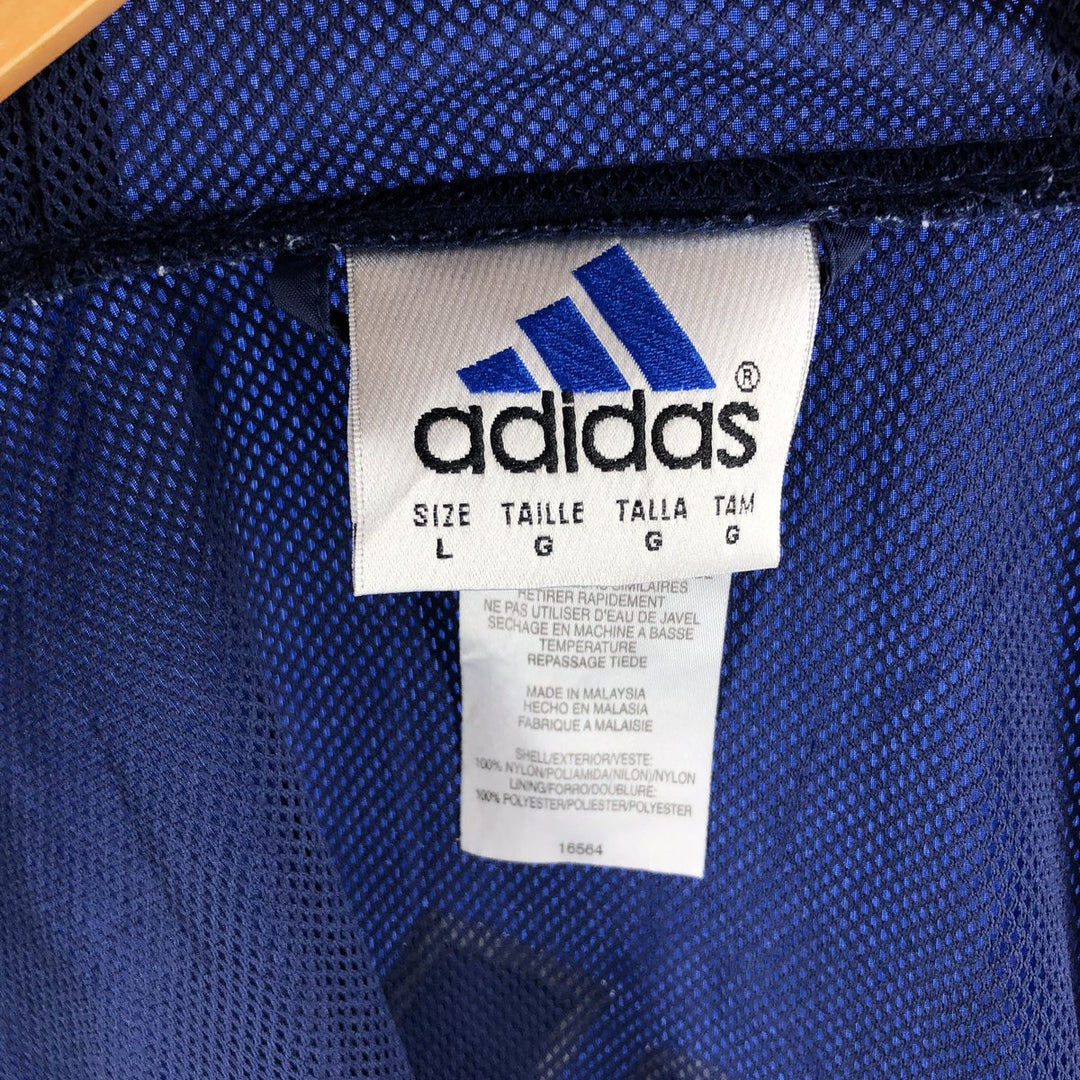 adidas®
SIZE TAILLE TALLA TAM
L G G G
SIMILAIRES
RETIRER RAPIDEMENT
NE PAS UTILISER D'EAU DE JAVEL
SECHAGE EN MACHINE A BASSE
TEMPERATURE
REPASSAGE TIEDE
MADE IN MALAYSIA
HECHO EN MALASIA
FABRIQUE A MALAISIE
SHELL/EXTERIOR/VESTE:
100% NYLON/POLIAMIDA(NILON)/NYLON
LINING/FORRO/DOUBLURE:
100% POLYESTER/POLIESTER/POLYESTER
16564